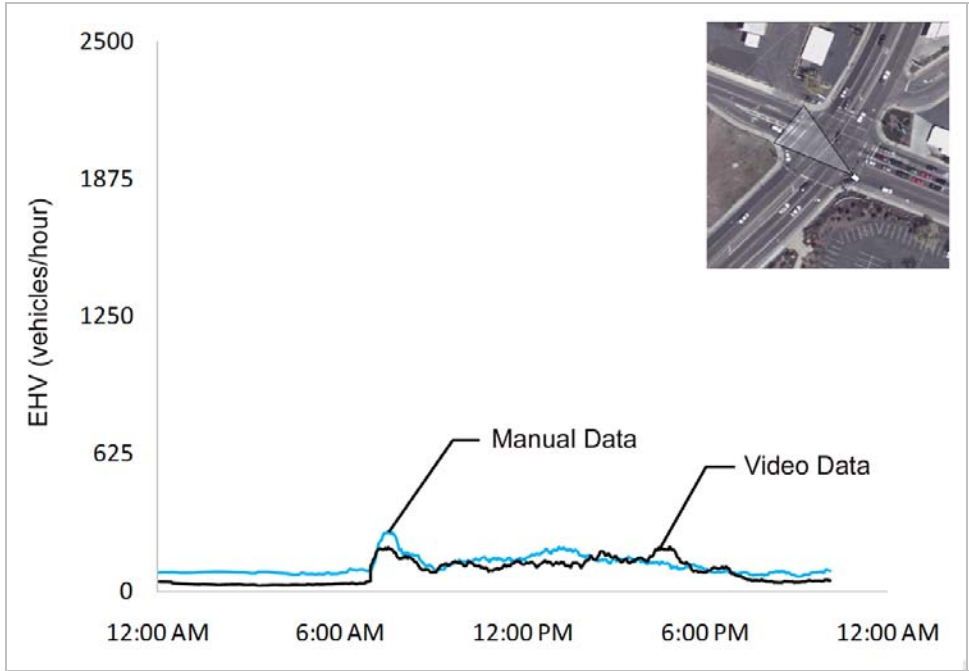 2500
1875
1250
625
0
EHV (vehicles/hour)
Manual Data
Video Data
12:00 AM
6:00 AM
12:00 PM
6:00 PM
12:00 AM